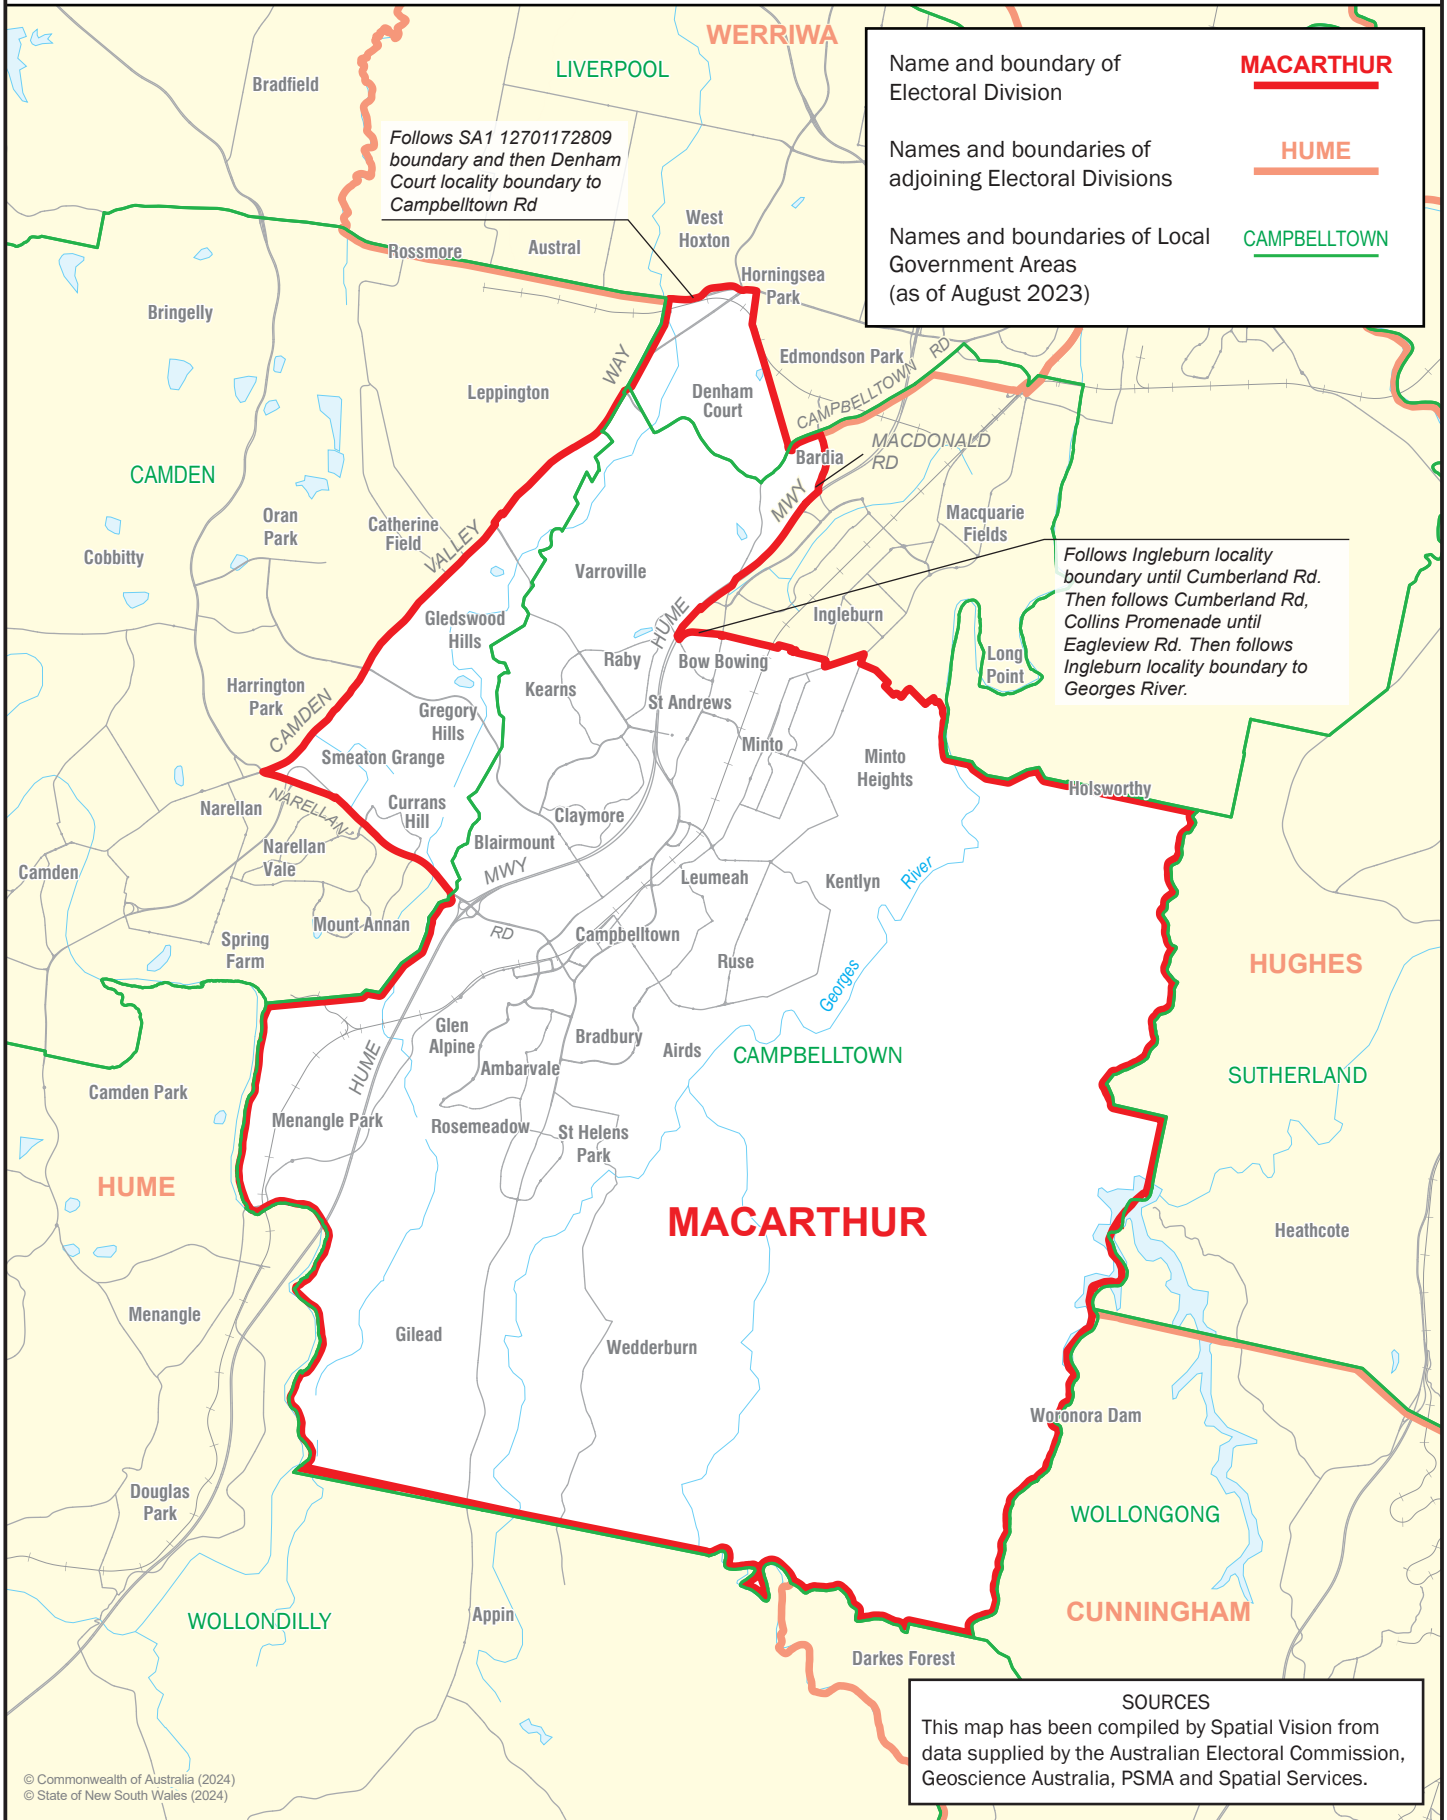 WERRIWA
LIVERPOOL
Bradfield
Name and boundary of
Electoral Division
MACARTHUR
Names and boundaries of
adjoining Electoral Divisions
HUME
Names and boundaries of Local
Government Areas
(as of August 2023)
CAMPBELLTOWN
Follows SA1 12701172809
boundary and then Denham
Court locality boundary to
Campbelltown Rd
West
Hoxton
Rossmore
Austral
Horningsea
Park
Bringelly
Edmondson Park
CAMPBELLTOWN RD
WAY
Leppington
Denham
Court
MACDONALD
RD
Bardia
CAMDEN
MWY
Oran
Park
Catherine
Field
VALLEY
Macquarie
Fields
Cobbitty
Varroville
Follows Ingleburn locality
boundary until Cumberland Rd.
Then follows Cumberland Rd,
Collins Promenade until
Eagleview Rd. Then follows
Ingleburn locality boundary to
Georges River.
Gledswood
Hills
HUME
Ingleburn
Raby
Bow Bowing
Long
Point
Harrington
Park
Kearns
St Andrews
CAMDEN
Gregory
Hills
Smeaton Grange
Minto
Minto
Heights
Holsworthy
Narellan
NARELLAN
Currans
Hill
Claymore
Narellan
Vale
Blairmount
Camden
MWY
Leumeah
Kentlyn
River
Mount Annan
RD
Campbelltown
Spring
Farm
Ruse
HUGHES
Georges
Glen
Alpine
Bradbury
Airds
CAMPBELLTOWN
HUME
Ambarvale
SUTHERLAND
Camden Park
Menangle Park
Rosemeadow
St Helens
Park
HUME
MACARTHUR
Heathcote
Menangle
Gilead
Wedderburn
Woronora Dam
Douglas
Park
WOLLONGONG
WOLLONDILLY
Appin
CUNNINGHAM
Darkes Forest
SOURCES
This map has been compiled by Spatial Vision from
data supplied by the Australian Electoral Commission,
Geoscience Australia, PSMA and Spatial Services.
© Commonwealth of Australia (2024)
© State of New South Wales (2024)